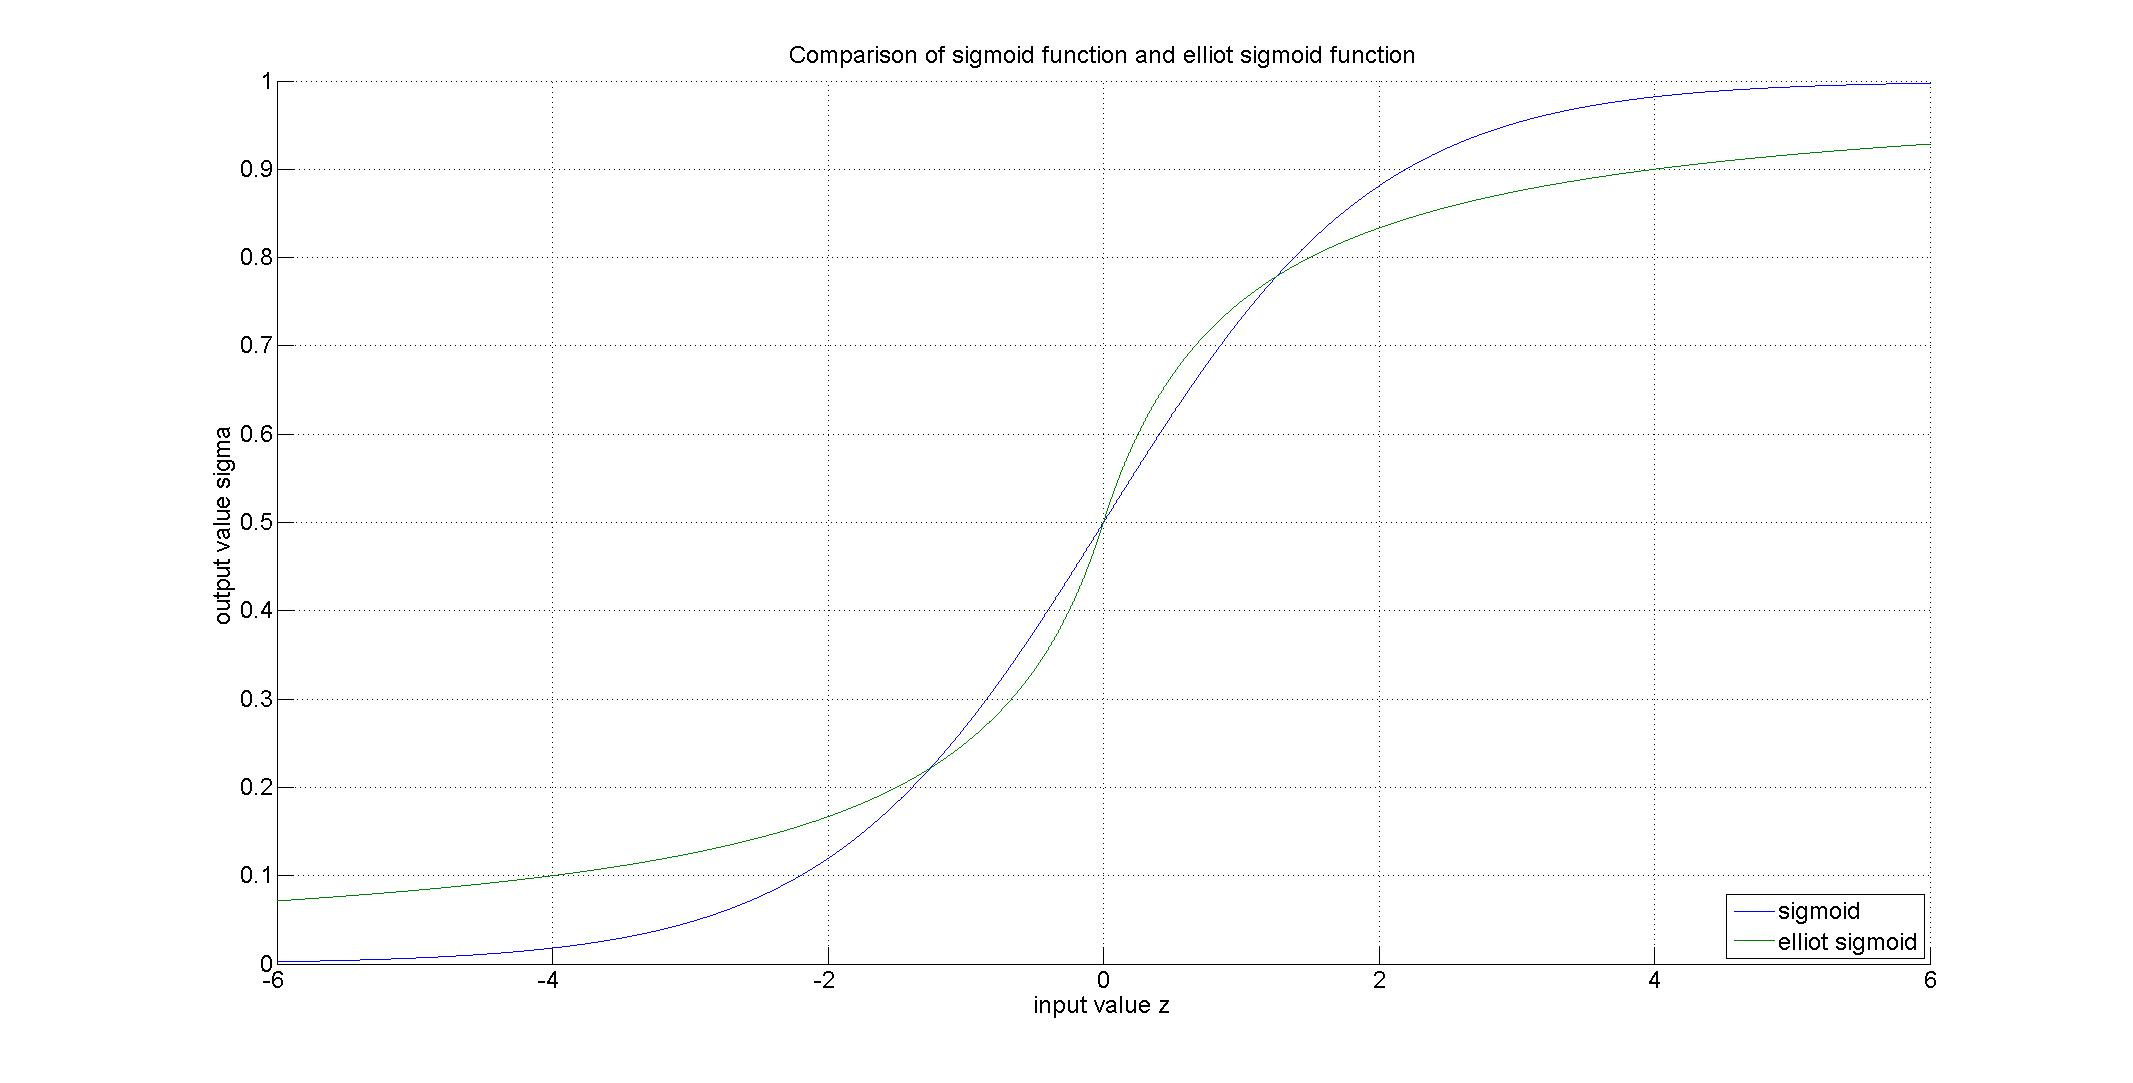 Comparison of sigmoid function and elliot sigmoid function
1
0.9
0.8
0.7
0.6
0.5
0.4
0.3
0.2
0.1
0
output value sigma
-6 -4 -2 0 2 4 6
input value z
sigmoid
elliot sigmoid